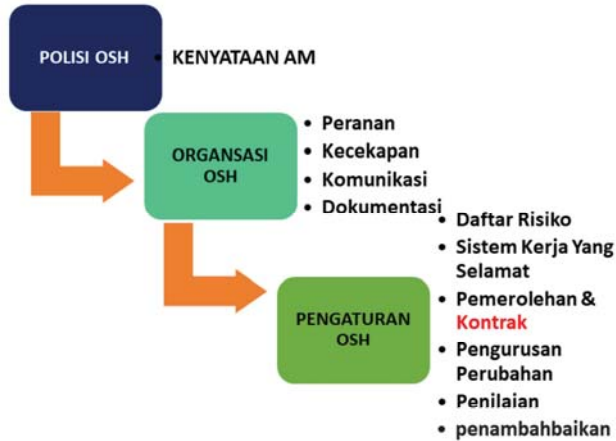 POLISI OSH
• KENYATAAN AM
ORGANSASI
OSH
• Peranan
• Kecekapan
• Komunikasi
• Dokumentasi
PENGATURAN
OSH
• Daftar Risiko
• Sistem Kerja Yang
Selamat
• Pemerolehan &
Kontrak
• Pengurusan
Perubahan
• Penilaian
• penambahbaikan